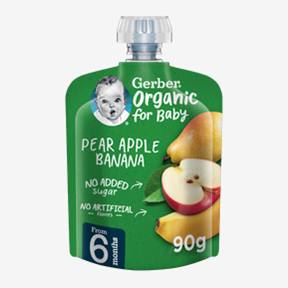 Gerber.
Organic
for Baby
PEAR APPLE
BANANA
NO ADDED
Sugar
NO ARTIFICIAL
flavors
From
6
months
90g